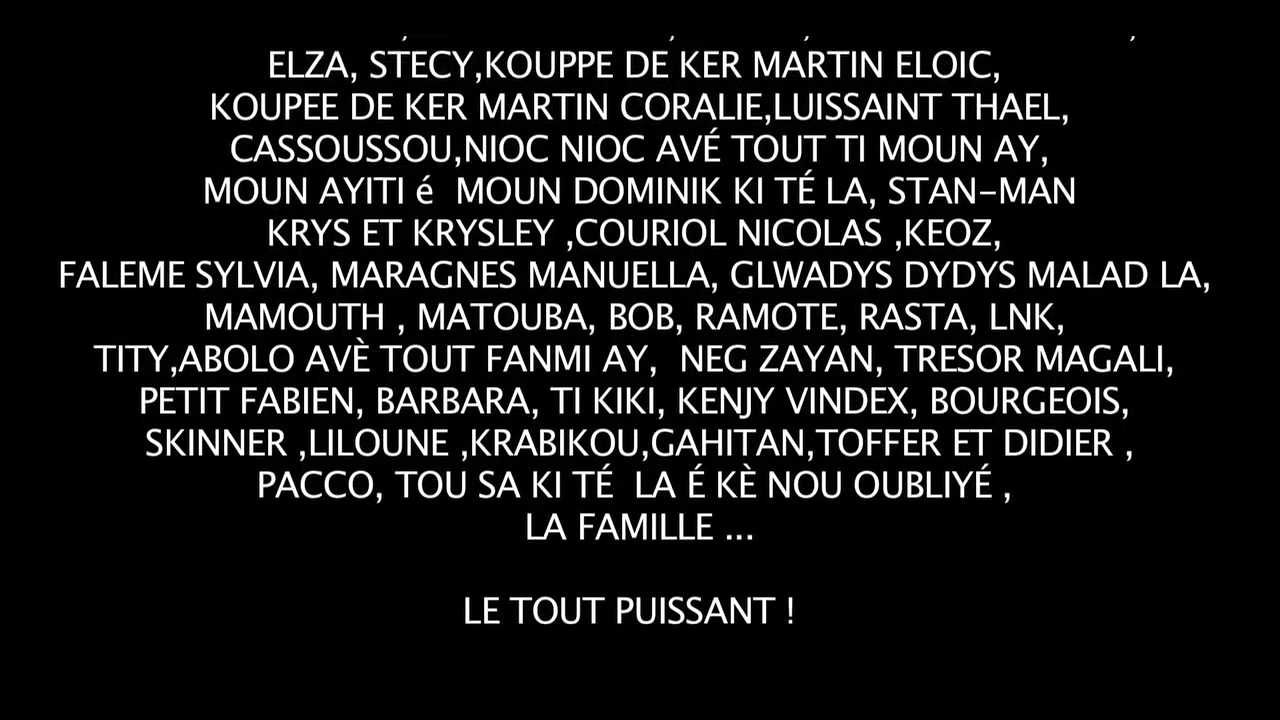 ELZA, STECY,KOUPPE DE KER MARTIN ELOIC,
KOUPEE DE KER MARTIN CORALIE,LUISSAINT THAEL,
CASSOUSSOU,NIOC NIOC AVÉ TOUT TI MOUN AY,
MOUN AYITI é  MOUN DOMINIK KI TÉ LA, STAN-MAN
KRYS ET KRYSLEY ,COURIOL NICOLAS ,KEOZ,
FALEME SYLVIA, MARAGNES MANUELLA, GLWADYS DYDYS MALAD LA,
MAMOUTH , MATOUBA, BOB, RAMOTE, RASTA, LNK,
TITY,ABOLO AVÈ TOUT FANMI AY,  NEG ZAYAN, TRESOR MAGALI,
PETIT FABIEN, BARBARA, TI KIKI, KENJY VINDEX, BOURGEOIS,
SKINNER ,LILOUNE ,KRABIKOU,GAHITAN,TOFFER ET DIDIER ,
PACCO, TOU SA KI TÉ  LA É KÈ NOU OUBLIYÉ ,
LA FAMILLE ...
LE TOUT PUISSANT !